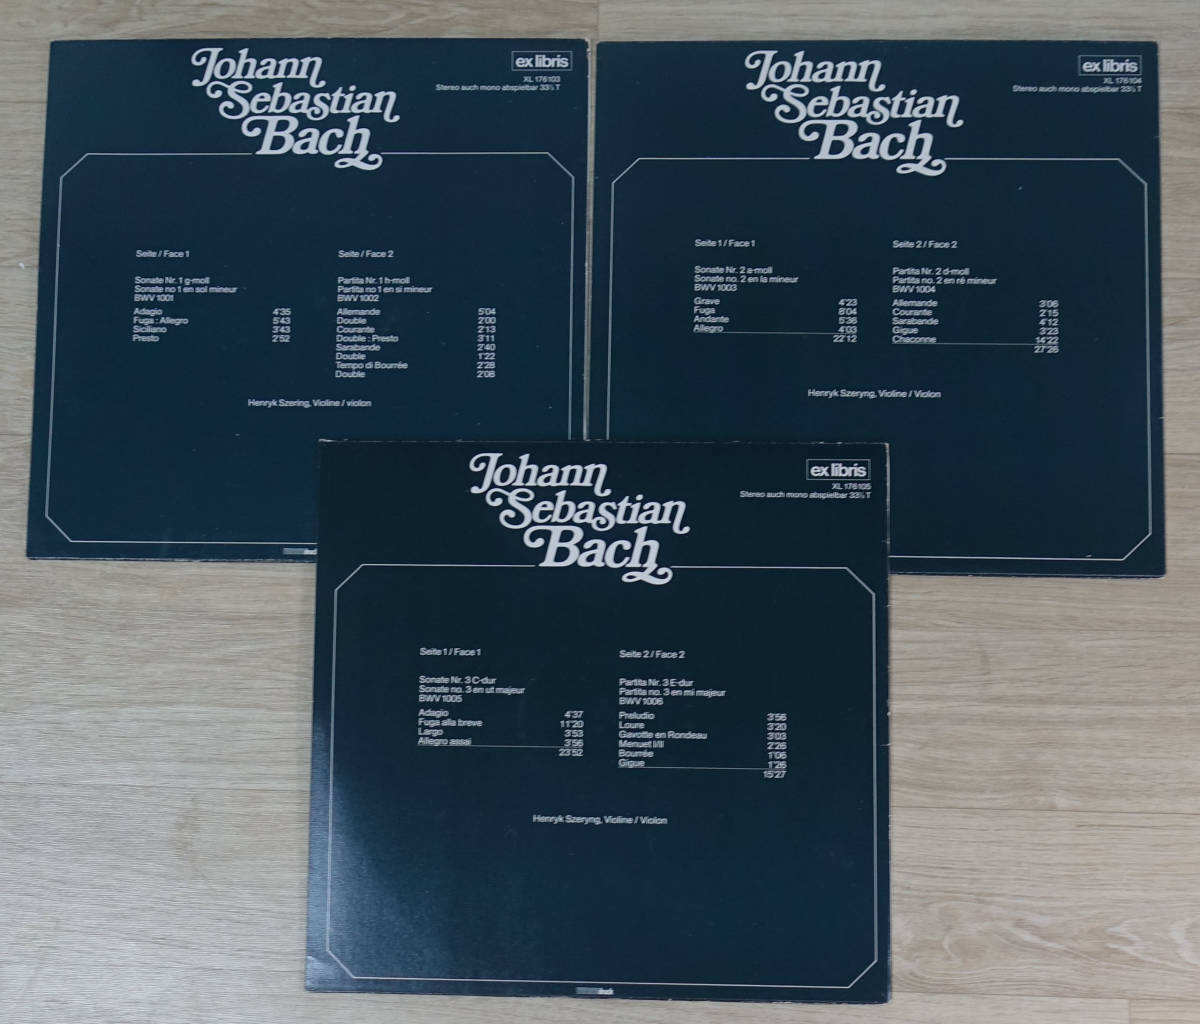 Johann
Sebastian
Bach
ex libris
XL 176103
Stereo auch mono abspielbar 33⅓ T
Seite / Face 1
Sonate Nr. 1 g-moll
Sonate no 1 en sol mineur
BWV 1001
Adagio 4'35
Fuga : Allegro 5'43
Siciliano 3'43
Presto 2'52
Seite / Face 2
Partita Nr. 1 h-moll
Partita no 1 en si mineur
BWV 1002
Allemande 5'04
Double 2'00
Courante 2'13
Double : Presto 3'11
Sarabande 2'40
Double 1'22
Tempo di Bourrée 2'28
Double 2'08
Henryk Szering, Violine / violon
Johann
Sebastian
Bach
ex libris
XL 176104
Stereo auch mono abspielbar 33⅓ T
Seite 1 / Face 1
Sonate Nr. 2 a-moll
Sonate no. 2 en la mineur
BWV 1003
Grave 4'23
Fuga 8'04
Andante 5'36
Allegro 4'03
22'12
Seite 2 / Face 2
Partita Nr. 2 d-moll
Partita no. 2 en ré mineur
BWV 1004
Allemande 3'06
Courante 2'15
Sarabande 4'12
Gigue 3'23
Chaconne 14'22
27'26
Henryk Szeryng, Violine / Violon
Johann
Sebastian
Bach
ex libris
XL 176105
Stereo auch mono abspielbar 33⅓ T
Seite 1 / Face 1
Sonate Nr. 3 C-dur
Sonate no. 3 en ut majeur
BWV 1005
Adagio 4'37
Fuga alla breve 11'20
Largo 3'53
Allegro assai 3'56
23'52
Seite 2 / Face 2
Partita Nr. 3 E-dur
Partita no. 3 en mi majeur
BWV 1006
Preludio 3'56
Loure 3'20
Gavotte en Rondeau 3'03
Menuet I/II 2'26
Bourrée 1'06
Gigue 1'26
15'27
Henryk Szeryng, Violine / Violon